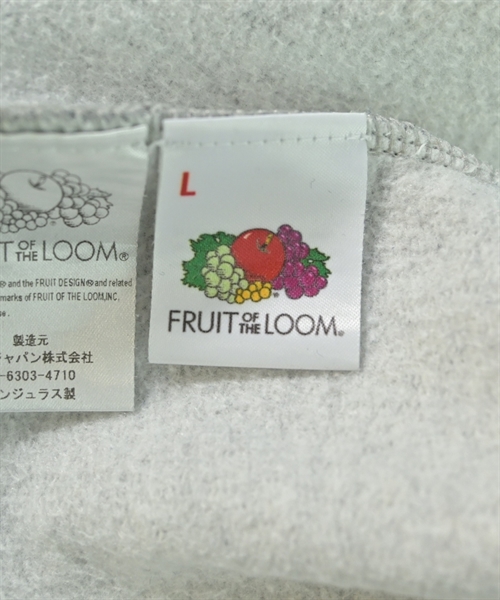 UIT OF THE LOOM®
® and the FRUIT DESIGN® and related
marks of FRUIT OF THE LOOM,INC.
製造元
ャパン株式会社
-6303-4710
ンジュラス製
L
FRUIT OF THE LOOM®